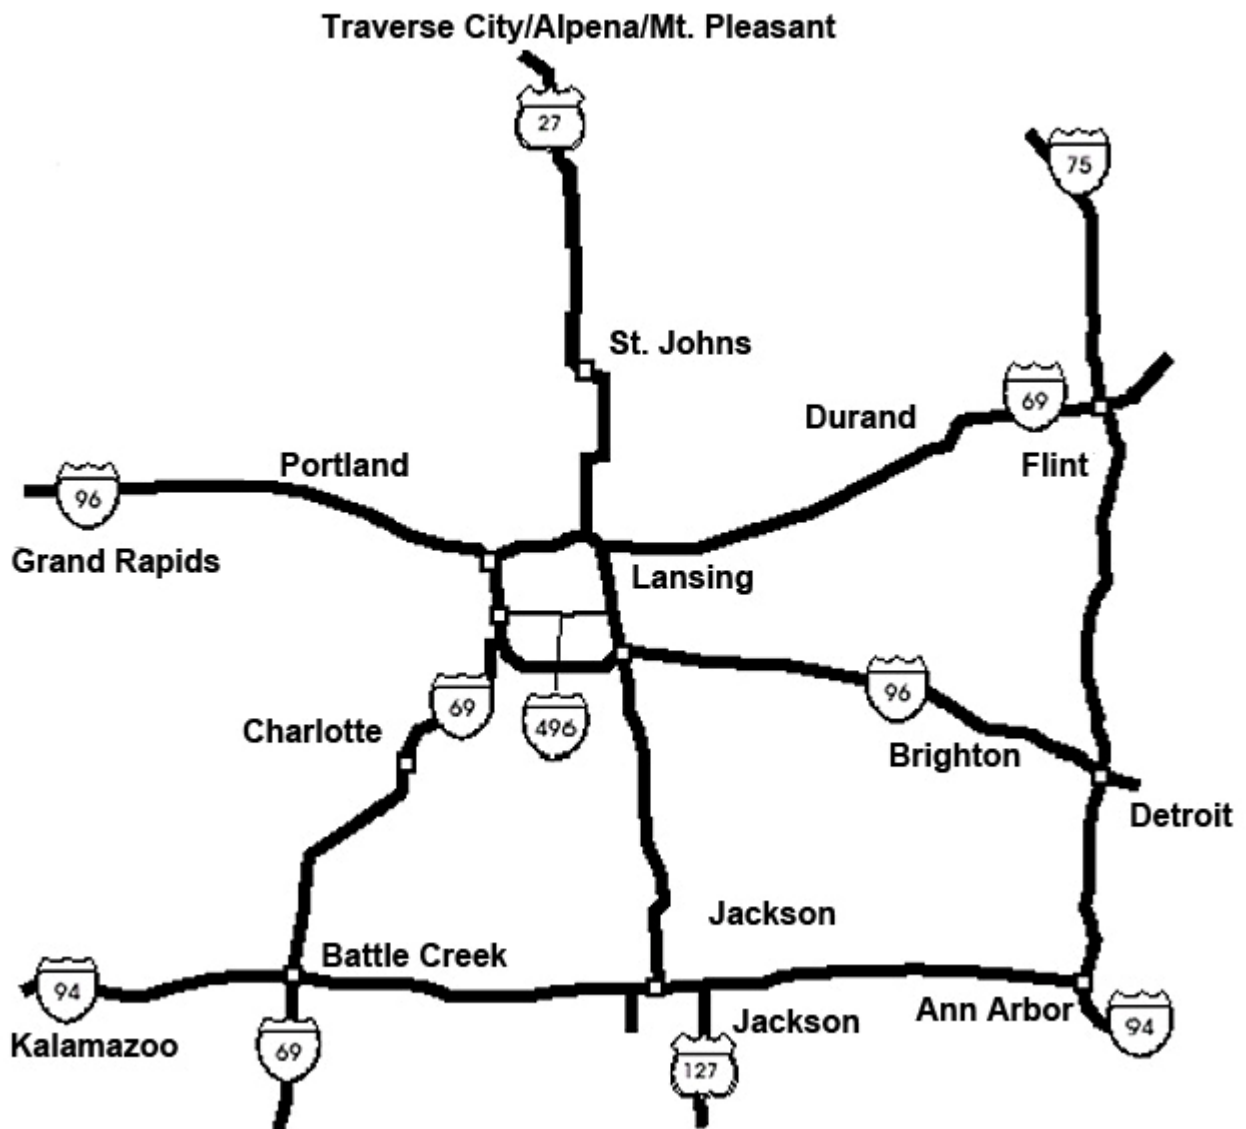 Traverse City/Alpena/Mt. Pleasant
27
75
St. Johns
69
Durand
Portland
Flint
96
Grand Rapids
Lansing
69
96
496
Charlotte
Brighton
Detroit
Jackson
Battle Creek
94
Ann Arbor
Jackson
94
Kalamazoo
69
127